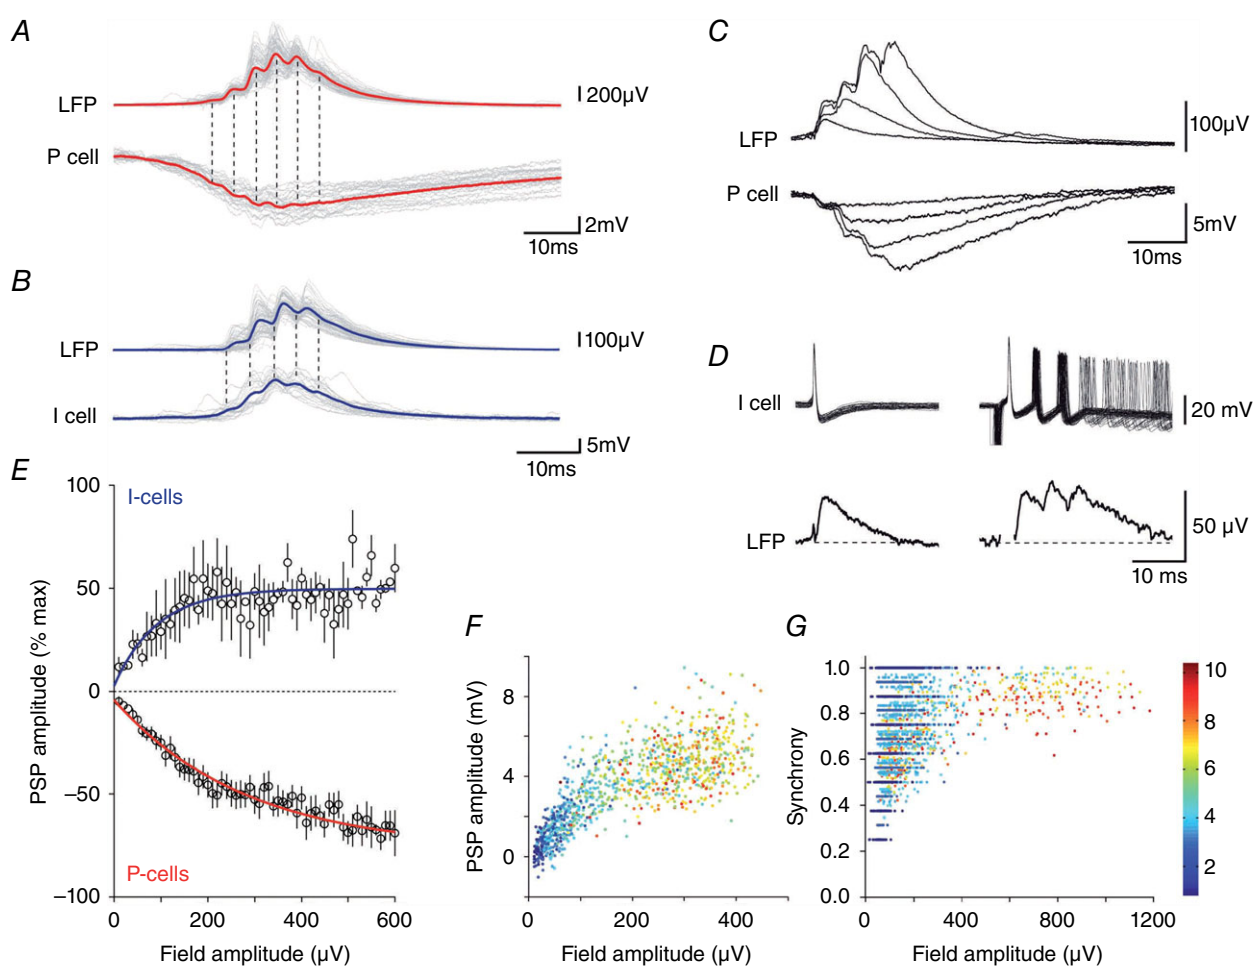 A
LFP
200µV
P cell
2mV
10ms
B
LFP
100µV
I cell
5mV
10ms
C
LFP
100µV
P cell
5mV
10ms
D
I cell
20 mV
LFP
50 µV
10 ms
E
100
I-cells
50
0
−50
P-cells
−100
PSP amplitude (% max)
0 200 400 600
Field amplitude (µV)
F
8
4
0
PSP amplitude (mV)
0 200 400
Field amplitude (µV)
G
1.0
0.8
0.6
0.4
0.2
0.0
Synchrony
0 400 800 1200
Field amplitude (µV)
10
8
6
4
2